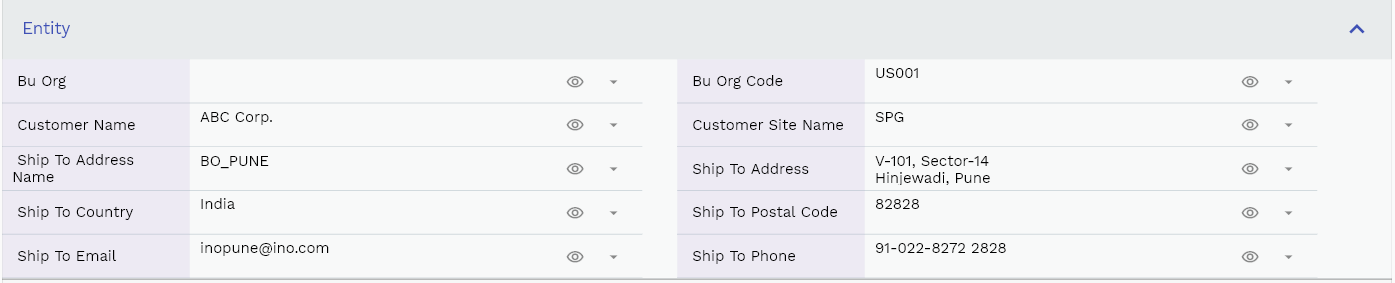 Entity
Bu Org
Bu Org Code US001
Customer Name ABC Corp.
Customer Site Name SPG
Ship To Address
Name
BO_PUNE
Ship To Address
V-101, Sector-14
Hinjewadi, Pune
Ship To Country India
Ship To Postal Code 82828
Ship To Email inopune@ino.com
Ship To Phone 91-022-8272 2828